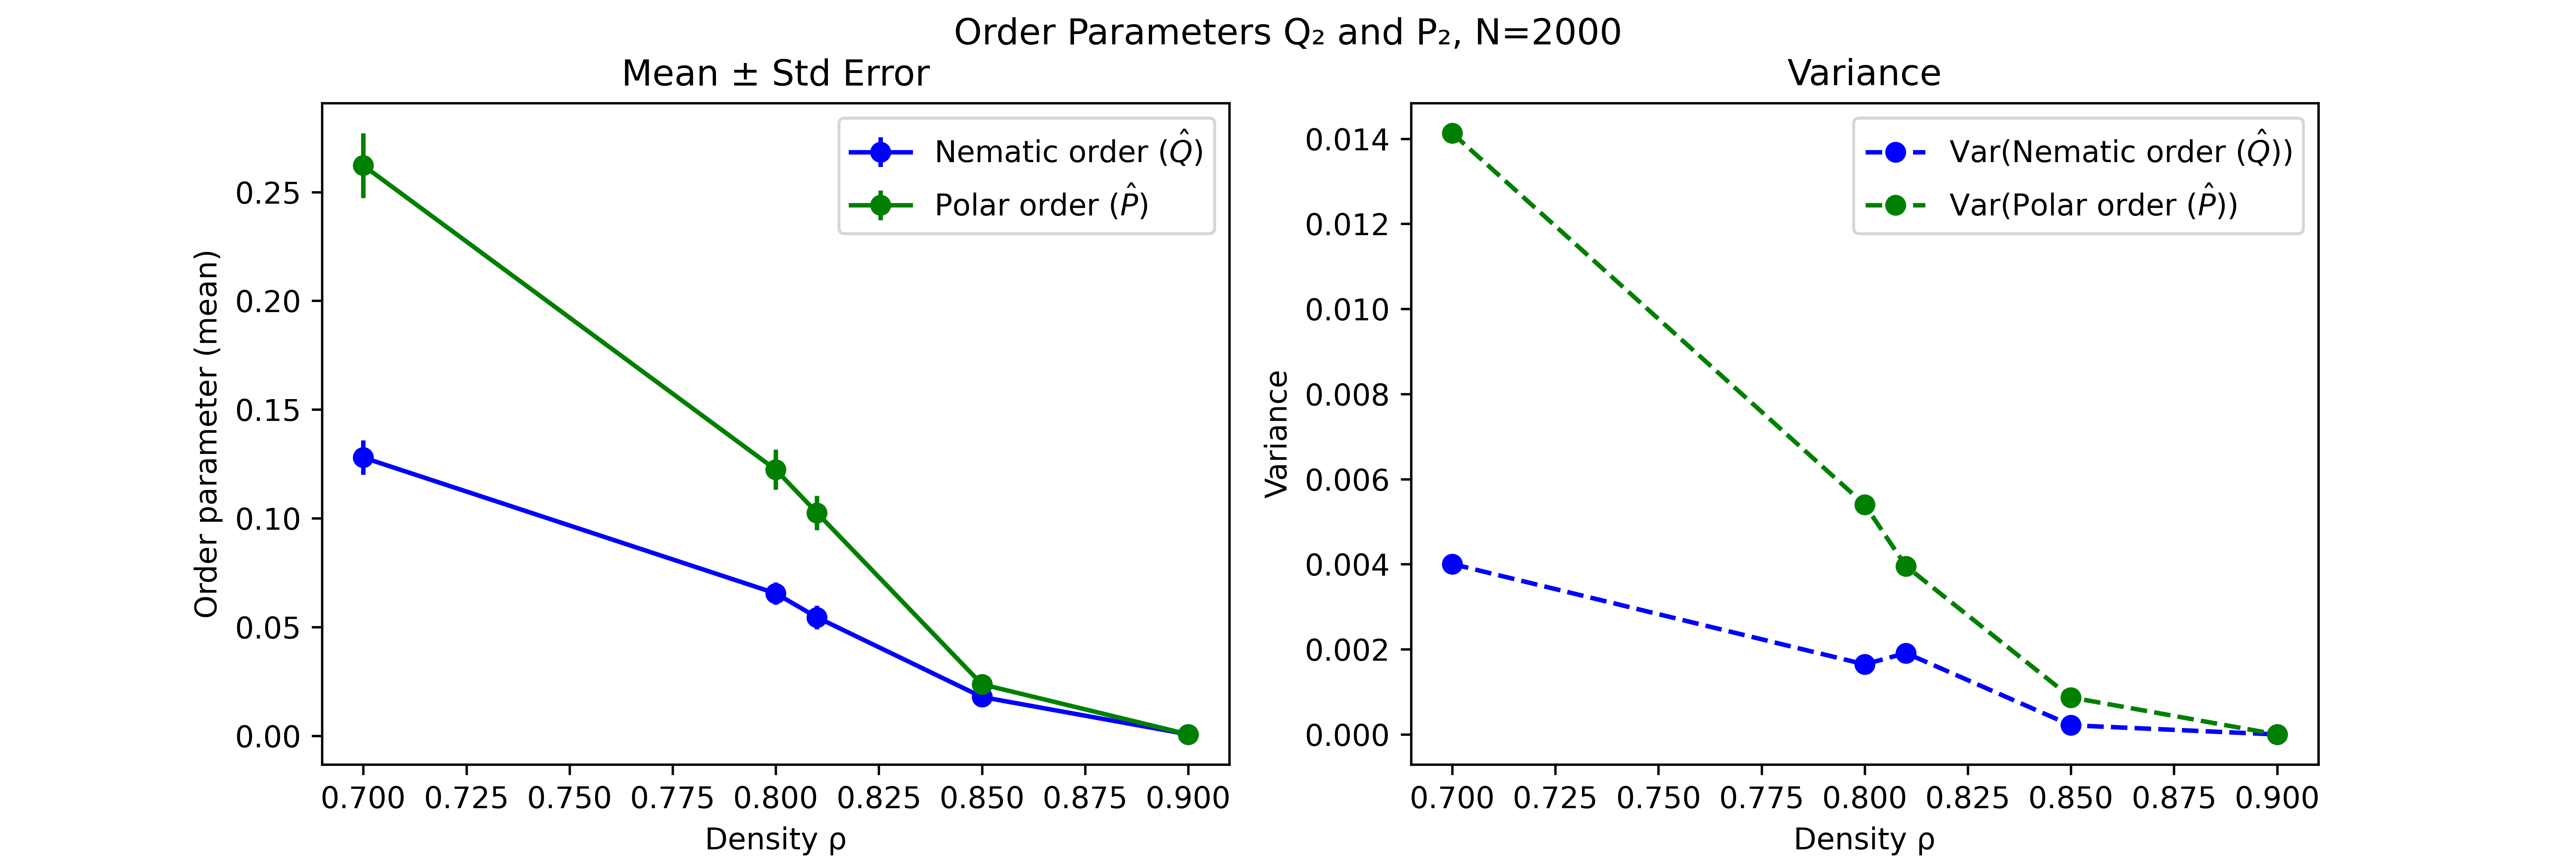 Order Parameters Q₂ and P₂, N=2000
Mean ± Std Error
Order parameter (mean)
0.25
0.20
0.15
0.10
0.05
0.00
Nematic order (Q̂)
Polar order (P̂)
0.700 0.725 0.750 0.775 0.800 0.825 0.850 0.875 0.900
Density ρ
Variance
Variance
0.014
0.012
0.010
0.008
0.006
0.004
0.002
0.000
Var(Nematic order (Q̂))
Var(Polar order (P̂))
0.700 0.725 0.750 0.775 0.800 0.825 0.850 0.875 0.900
Density ρ